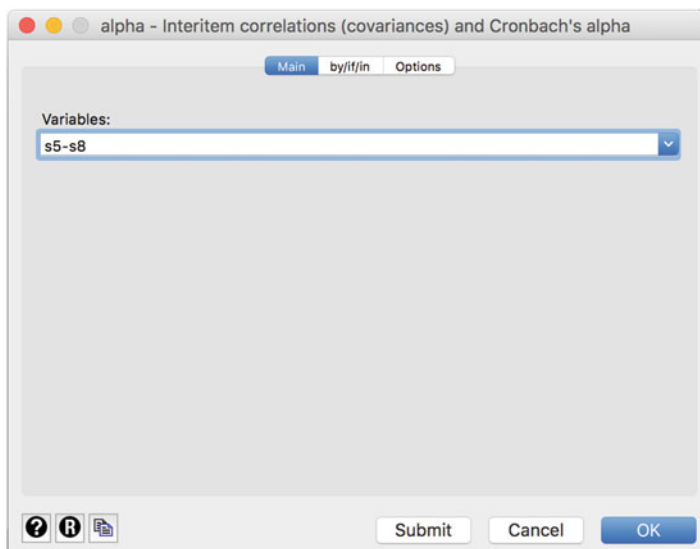 alpha - Interitem correlations (covariances) and Cronbach's alpha
Main by/if/in Options
Variables:
s5-s8
? R Submit Cancel OK